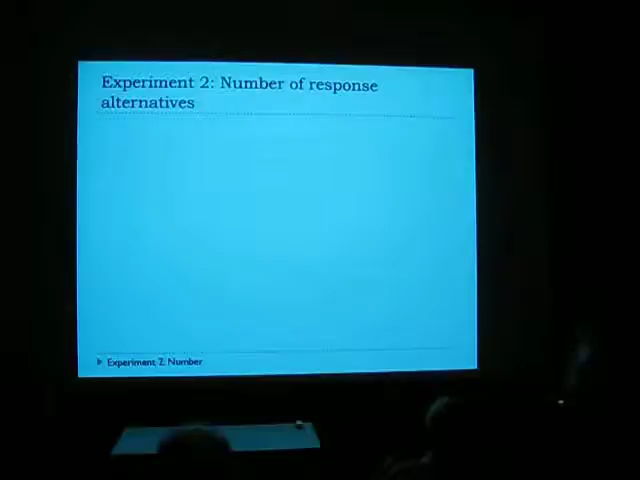 Experiment 2: Number of response
alternatives
Experiment 2: Number